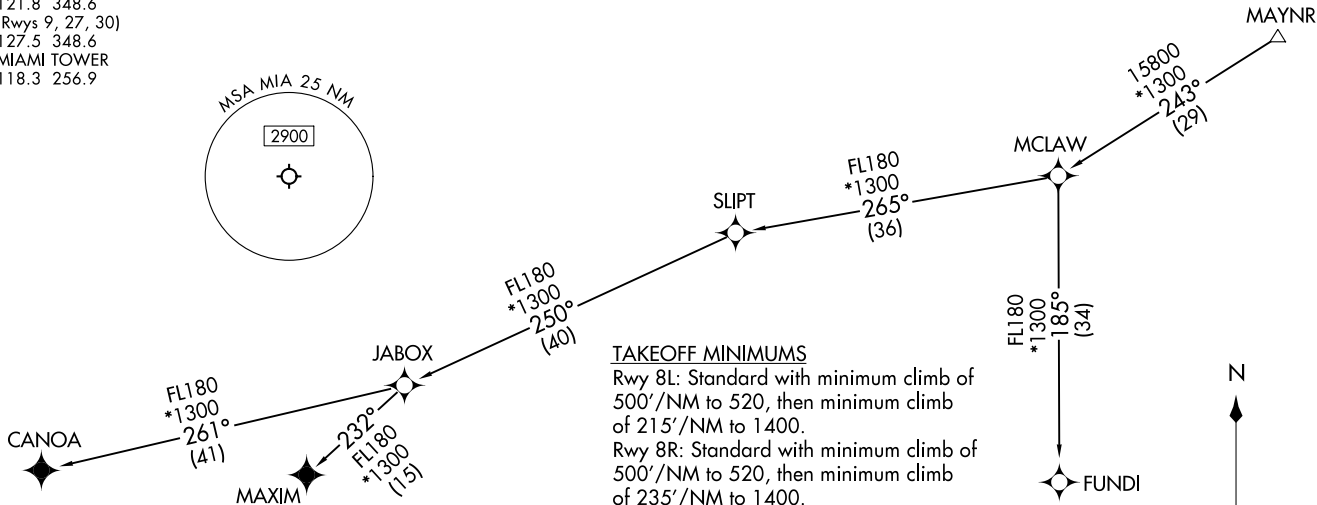 121.8 348.6
(Rwys 9, 27, 30)
127.5 348.6
MIAMI TOWER
118.3 256.9
MSA MIA 25 NM
2900
MAYNR
15800
*1300
243°
(29)
MCLAW
FL180
*1300
265°
(36)
SLIPT
FL180
*1300
250°
(40)
FL180
*1300
185°
(34)
JABOX
FL180
*1300
261°
(41)
CANOA
232°
FL180
*1300
(15)
MAXIM
TAKEOFF MINIMUMS
Rwy 8L: Standard with minimum climb of
500'/NM to 520, then minimum climb
of 215'/NM to 1400.
Rwy 8R: Standard with minimum climb of
500'/NM to 520, then minimum climb
of 235'/NM to 1400.
FUNDI
N